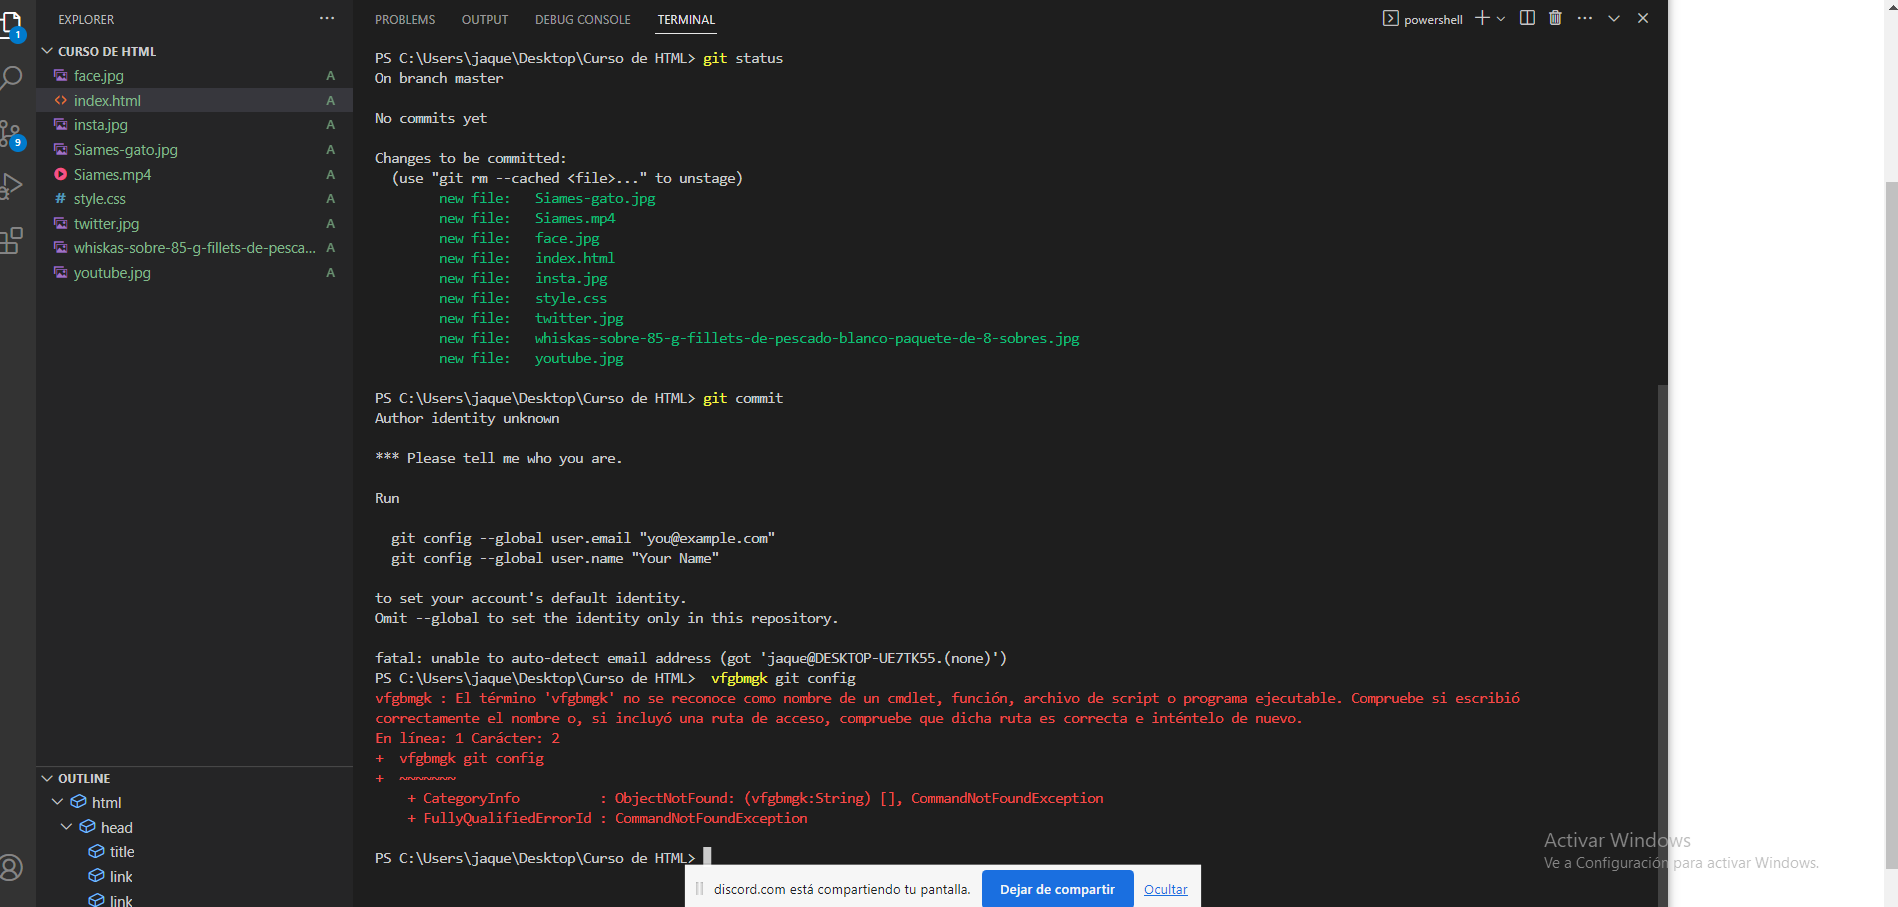 EXPLORER
CURSO DE HTML
face.jpg A
index.html A
insta.jpg A
Siames-gato.jpg A
Siames.mp4 A
style.css A
twitter.jpg A
whiskas-sobre-85-g-fillets-de-pesca... A
youtube.jpg A
1
9
OUTLINE
html
head
title
link
link
PROBLEMS OUTPUT DEBUG CONSOLE TERMINAL
powershell
PS C:\Users\jaque\Desktop\Curso de HTML> git status
On branch master
No commits yet
Changes to be committed:
(use "git rm --cached <file>..." to unstage)
new file: Siames-gato.jpg
new file: Siames.mp4
new file: face.jpg
new file: index.html
new file: insta.jpg
new file: style.css
new file: twitter.jpg
new file: whiskas-sobre-85-g-fillets-de-pescado-blanco-paquete-de-8-sobres.jpg
new file: youtube.jpg
PS C:\Users\jaque\Desktop\Curso de HTML> git commit
Author identity unknown
*** Please tell me who you are.
Run
git config --global user.email "you@example.com"
git config --global user.name "Your Name"
to set your account's default identity.
Omit --global to set the identity only in this repository.
fatal: unable to auto-detect email address (got 'jaque@DESKTOP-UE7TK55.(none)')
PS C:\Users\jaque\Desktop\Curso de HTML> vfgbmgk git config
vfgbmgk : El término 'vfgbmgk' no se reconoce como nombre de un cmdlet, función, archivo de script o programa ejecutable. Compruebe si escribió
correctamente el nombre o, si incluyó una ruta de acceso, compruebe que dicha ruta es correcta e inténtelo de nuevo.
En línea: 1 Carácter: 2
+ vfgbmgk git config
+ ~~~~~~~
+ CategoryInfo : ObjectNotFound: (vfgbmgk:String) [], CommandNotFoundException
+ FullyQualifiedErrorId : CommandNotFoundException
PS C:\Users\jaque\Desktop\Curso de HTML>
Activar Windows
Ve a Configuración para activar Windows.
discord.com está compartiendo tu pantalla. Dejar de compartir Ocultar